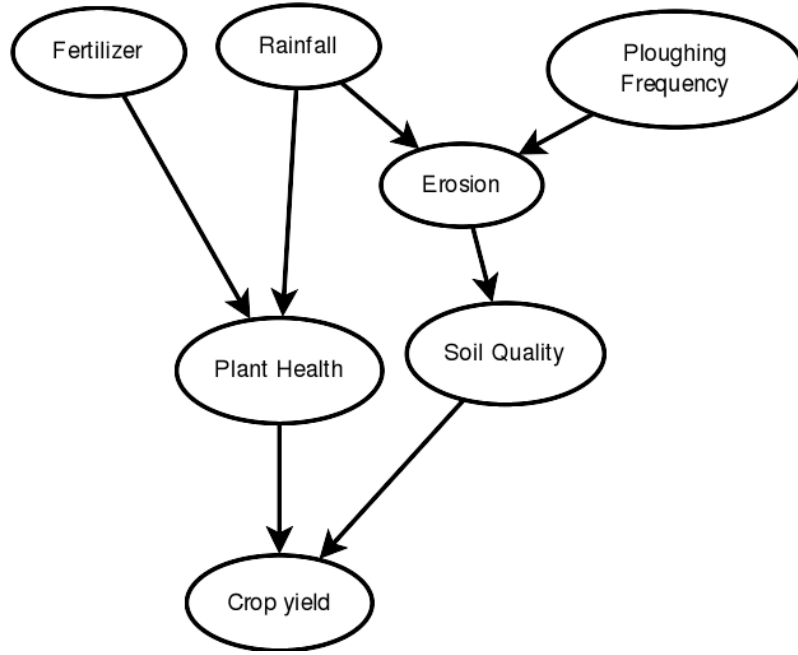 Fertilizer
Rainfall
Ploughing
Frequency
Erosion
Plant Health
Soil Quality
Crop yield